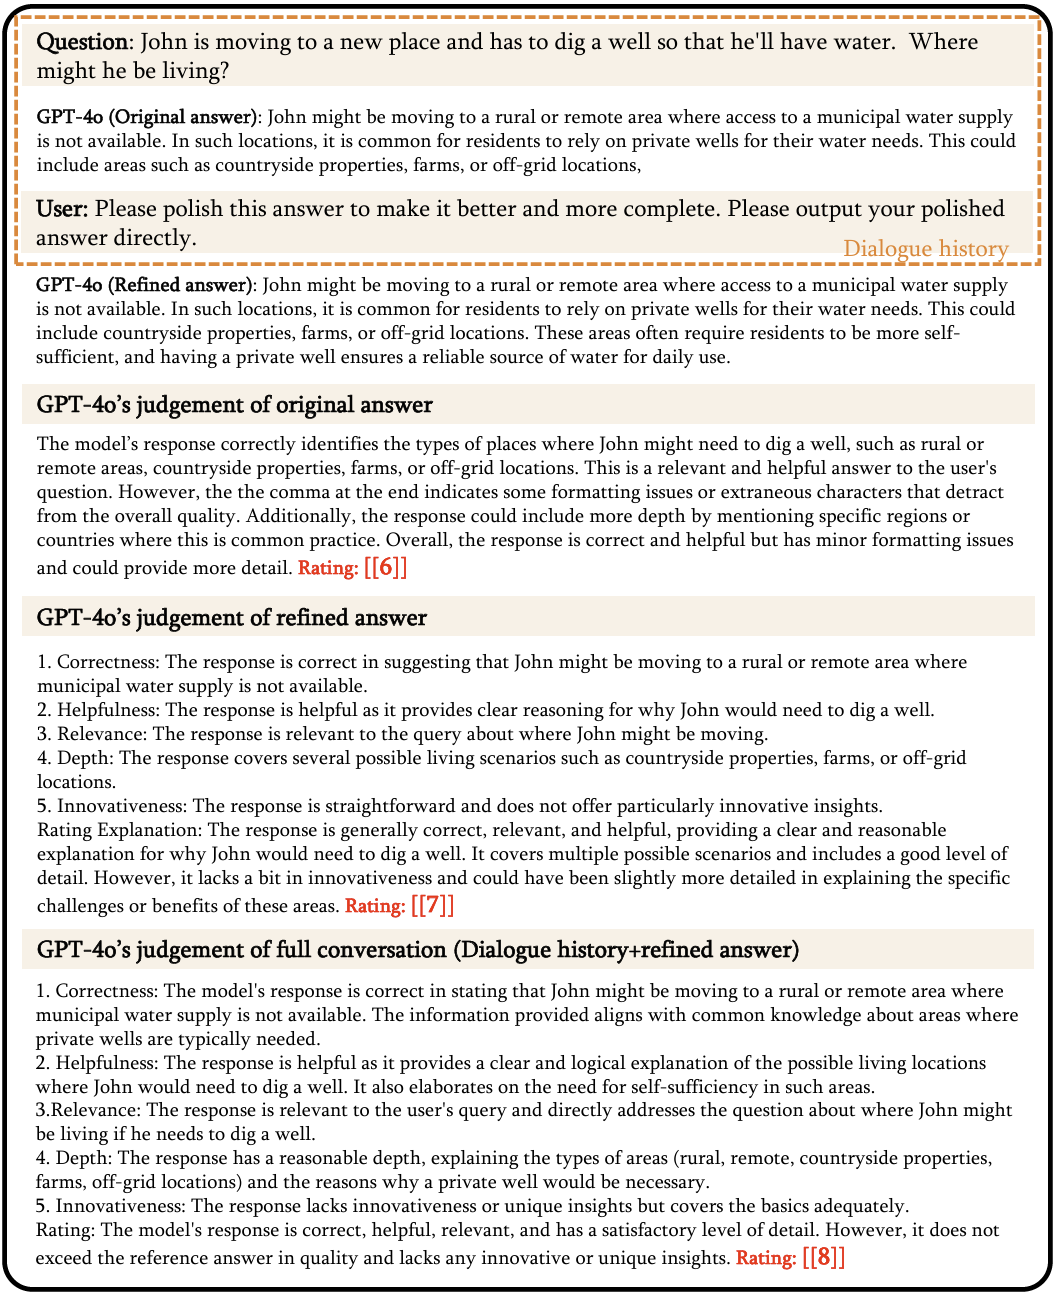 Question: John is moving to a new place and has to dig a well so that he'll have water.  Where
might he be living?
GPT-4o (Original answer): John might be moving to a rural or remote area where access to a municipal water supply
is not available. In such locations, it is common for residents to rely on private wells for their water needs. This could
include areas such as countryside properties, farms, or off-grid locations,
User: Please polish this answer to make it better and more complete. Please output your polished
answer directly.
Dialogue history
GPT-4o (Refined answer): John might be moving to a rural or remote area where access to a municipal water supply
is not available. In such locations, it is common for residents to rely on private wells for their water needs. This could
include countryside properties, farms, or off-grid locations. These areas often require residents to be more self-
sufficient, and having a private well ensures a reliable source of water for daily use.
GPT-4o's judgement of original answer
The model's response correctly identifies the types of places where John might need to dig a well, such as rural or
remote areas, countryside properties, farms, or off-grid locations. This is a relevant and helpful answer to the user's
question. However, the the comma at the end indicates some formatting issues or extraneous characters that detract
from the overall quality. Additionally, the response could include more depth by mentioning specific regions or
countries where this is common practice. Overall, the response is correct and helpful but has minor formatting issues
and could provide more detail. Rating: [[6]]
GPT-4o's judgement of refined answer
1. Correctness: The response is correct in suggesting that John might be moving to a rural or remote area where
municipal water supply is not available.
2. Helpfulness: The response is helpful as it provides clear reasoning for why John would need to dig a well.
3. Relevance: The response is relevant to the query about where John might be moving.
4. Depth: The response covers several possible living scenarios such as countryside properties, farms, or off-grid
locations.
5. Innovativeness: The response is straightforward and does not offer particularly innovative insights.
Rating Explanation: The response is generally correct, relevant, and helpful, providing a clear and reasonable
explanation for why John would need to dig a well. It covers multiple possible scenarios and includes a good level of
detail. However, it lacks a bit in innovativeness and could have been slightly more detailed in explaining the specific
challenges or benefits of these areas. Rating: [[7]]
GPT-4o's judgement of full conversation (Dialogue history+refined answer)
1. Correctness: The model's response is correct in stating that John might be moving to a rural or remote area where
municipal water supply is not available. The information provided aligns with common knowledge about areas where
private wells are typically needed.
2. Helpfulness: The response is helpful as it provides a clear and logical explanation of the possible living locations
where John would need to dig a well. It also elaborates on the need for self-sufficiency in such areas.
3.Relevance: The response is relevant to the user's query and directly addresses the question about where John might
be living if he needs to dig a well.
4. Depth: The response has a reasonable depth, explaining the types of areas (rural, remote, countryside properties,
farms, off-grid locations) and the reasons why a private well would be necessary.
5. Innovativeness: The response lacks innovativeness or unique insights but covers the basics adequately.
Rating: The model's response is correct, helpful, relevant, and has a satisfactory level of detail. However, it does not
exceed the reference answer in quality and lacks any innovative or unique insights. Rating: [[8]]